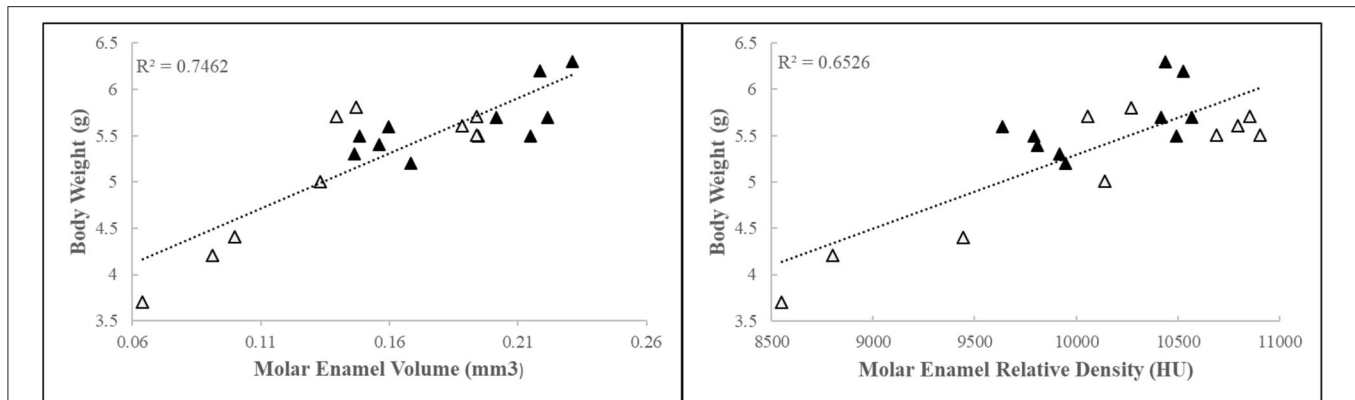 R² = 0.7462
6.5
6
5.5
5
4.5
4
3.5
Body Weight (g)
0.06 0.11 0.16 0.21 0.26
Molar Enamel Volume (mm3)
R² = 0.6526
6.5
6
5.5
5
4.5
4
3.5
Body Weight (g)
8500 9000 9500 10000 10500 11000
Molar Enamel Relative Density (HU)